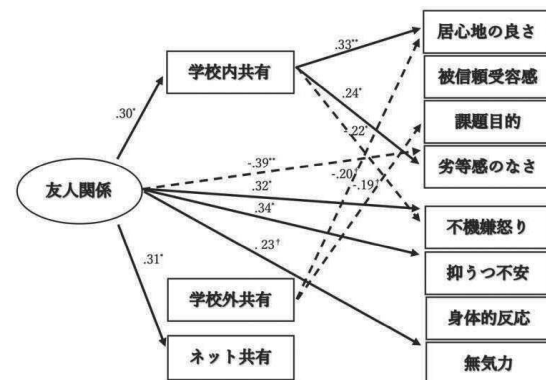 居心地の良さ
.33**
学校内共有
被信頼受容感
.24*
.30*
-.22*
課題目的
-.39**
劣等感のなさ
-.20
-.19
友人関係
.32*
.34*
不機嫌怒り
.23†
抑うつ不安
.31*
学校外共有
身体的反応
ネット共有
無気力